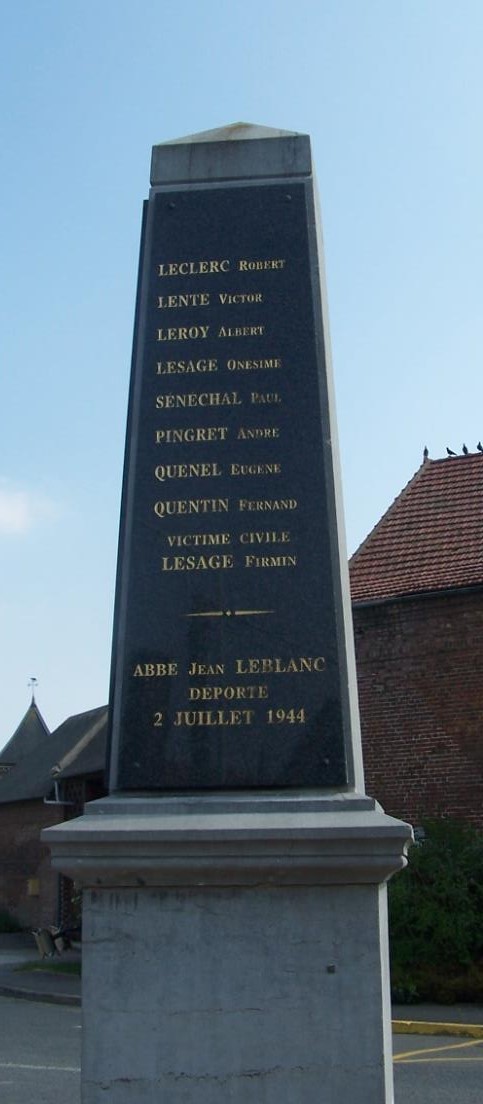 LECLERC ROBERT
LENTE VICTOR
LEROY ALBERT
LESAGE ONESIME
SÉNECHAL PAUL
PINGRET ANDRE
QUENEL EUGENE
QUENTIN FERNAND
VICTIME CIVILE
LESAGE FIRMIN
ABBE JEAN LEBLANC
DEPORTE
2 JUILLET 1944